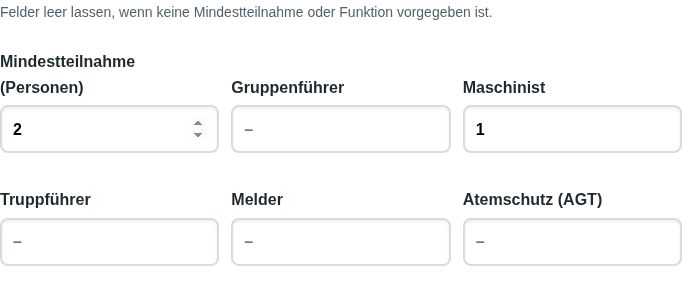 Felder leer lassen, wenn keine Mindestteilnahme oder Funktion vorgegeben ist.
Mindestteilnahme
(Personen) Gruppenführer Maschinist
2 – 1
Truppführer Melder Atemschutz (AGT)
– – –